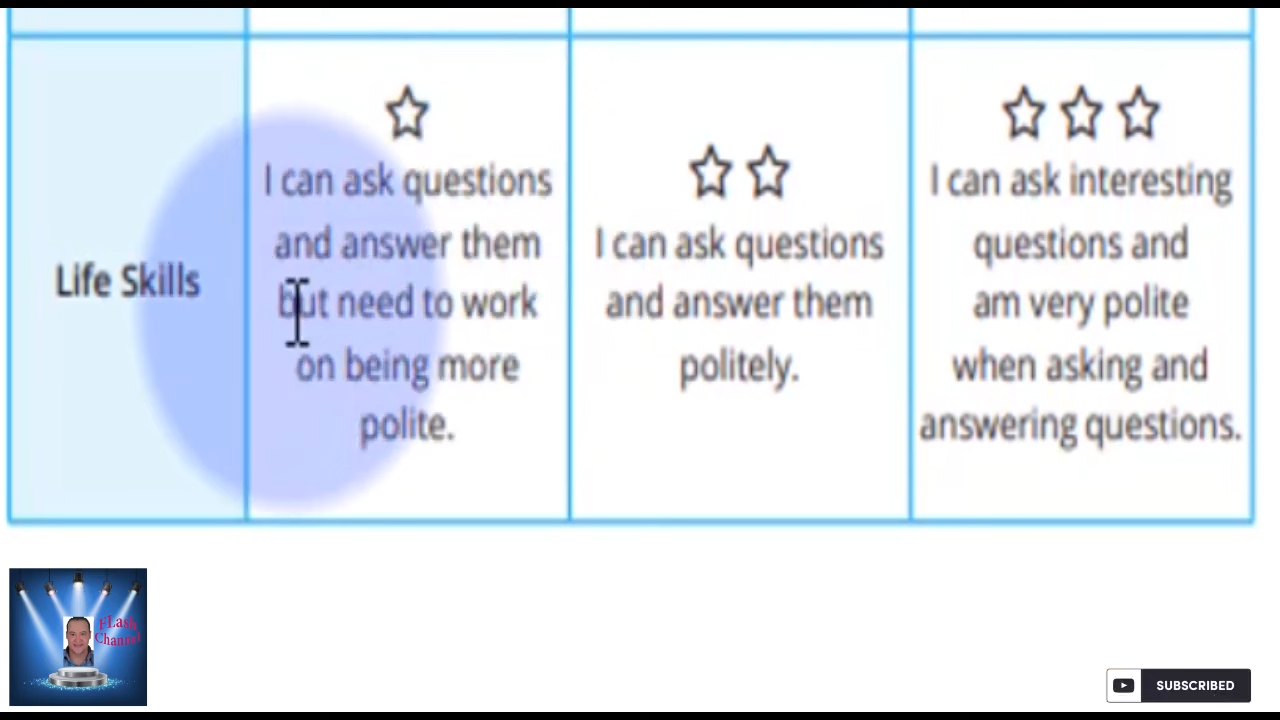 Life Skills
I can ask questions
and answer them
but need to work
on being more
polite.
I can ask questions
and answer them
politely.
I can ask interesting
questions and
am very polite
when asking and
answering questions.
FLash
Channel
SUBSCRIBED